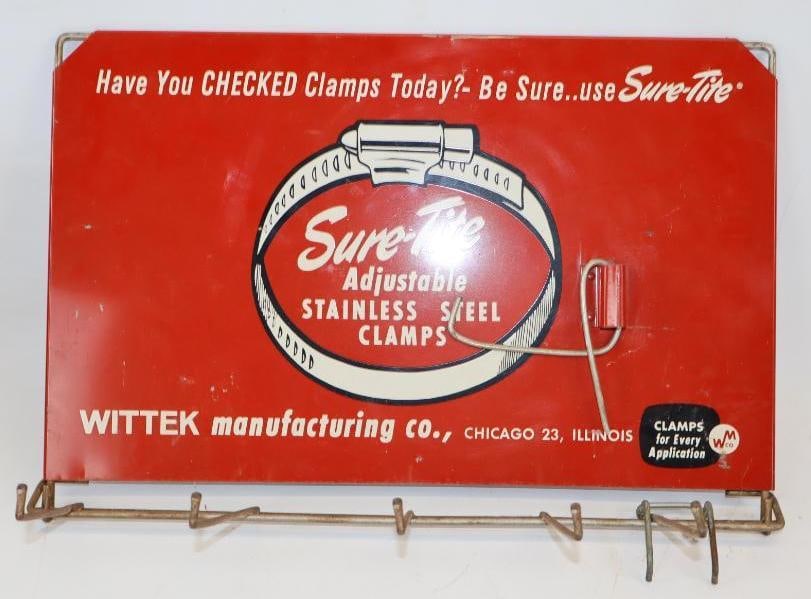 Have You CHECKED Clamps Today?- Be Sure..use Sure-Tite®
Sure-Tite
Adjustable
STAINLESS STEEL
CLAMPS
WITTEK manufacturing co., CHICAGO 23, ILLINOIS
CLAMPS
for Every
Application
WM
CO